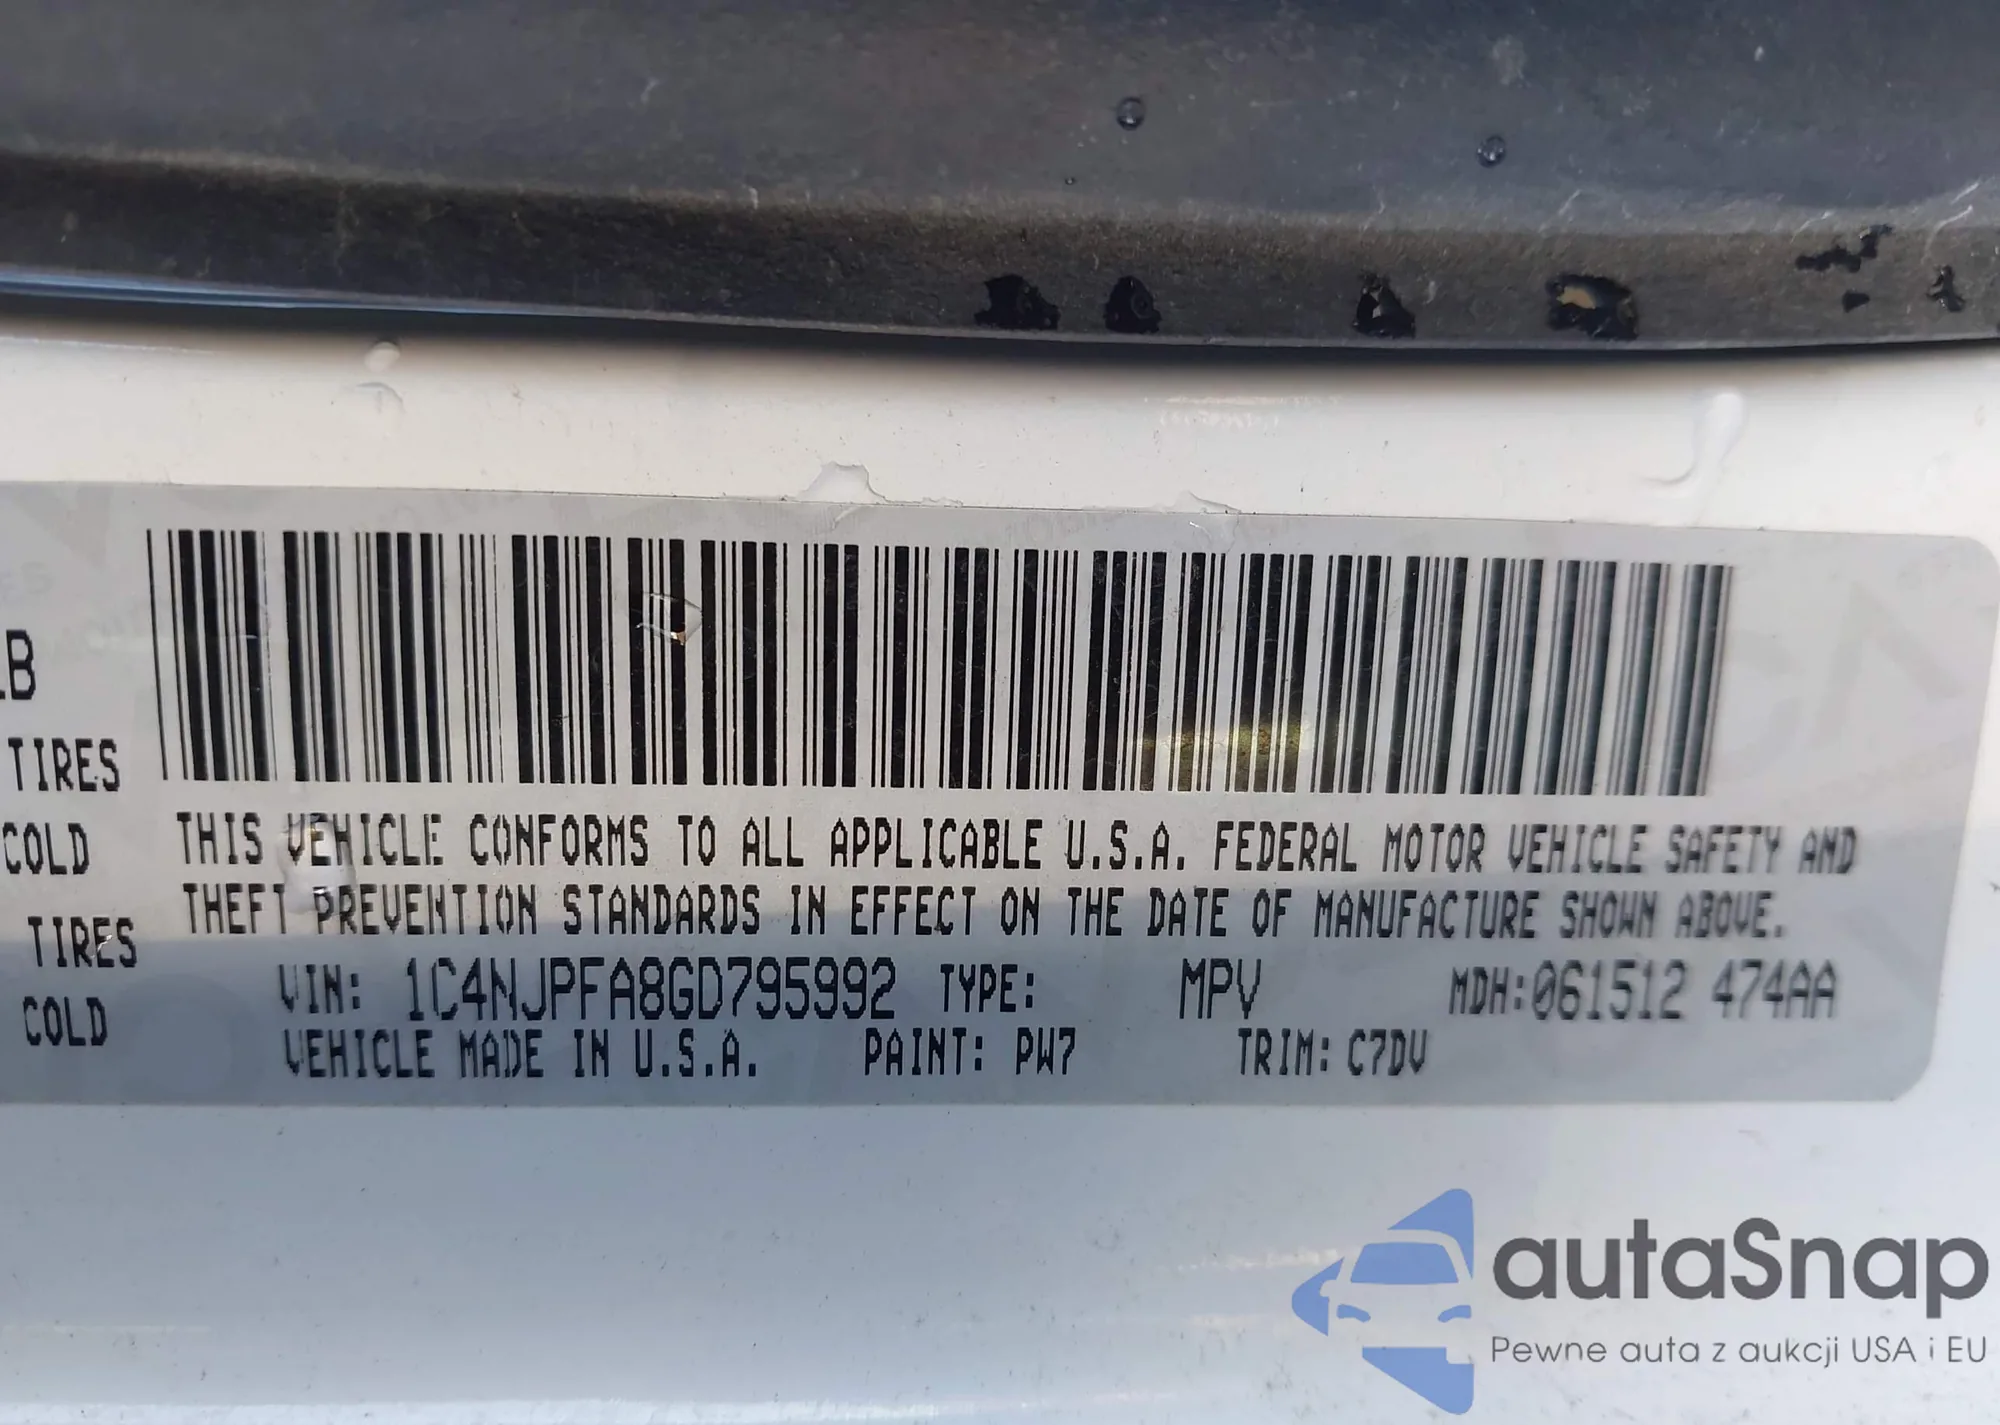 LB
TIRES
COLD
TIRES
COLD
THIS VEHICLE CONFORMS TO ALL APPLICABLE U.S.A. FEDERAL MOTOR VEHICLE SAFETY AND
THEFT PREVENTION STANDARDS IN EFFECT ON THE DATE OF MANUFACTURE SHOWN ABOVE.
VIN: 1C4NJPFA8GD795992 TYPE: MPV MDH:061512 474AA
VEHICLE MADE IN U.S.A. PAINT: PW7 TRIM: C7DV
autaSnap
Pewne auta z aukcji USA i EU